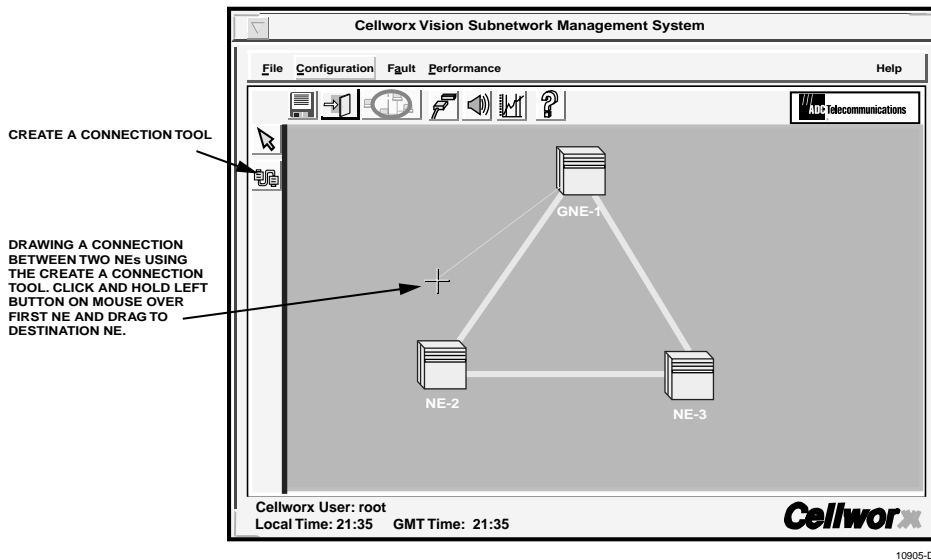 Cellworx Vision Subnetwork Management System
File Configuration Fault Performance Help
ADC Telecommunications
CREATE A CONNECTION TOOL
GNE-1
DRAWING A CONNECTION
BETWEEN TWO NEs USING
THE CREATE A CONNECTION
TOOL. CLICK AND HOLD LEFT
BUTTON ON MOUSE OVER
FIRST NE AND DRAG TO
DESTINATION NE.
NE-2
NE-3
Cellworx User: root
Local Time: 21:35 GMT Time: 21:35
Cellworx
10905-D